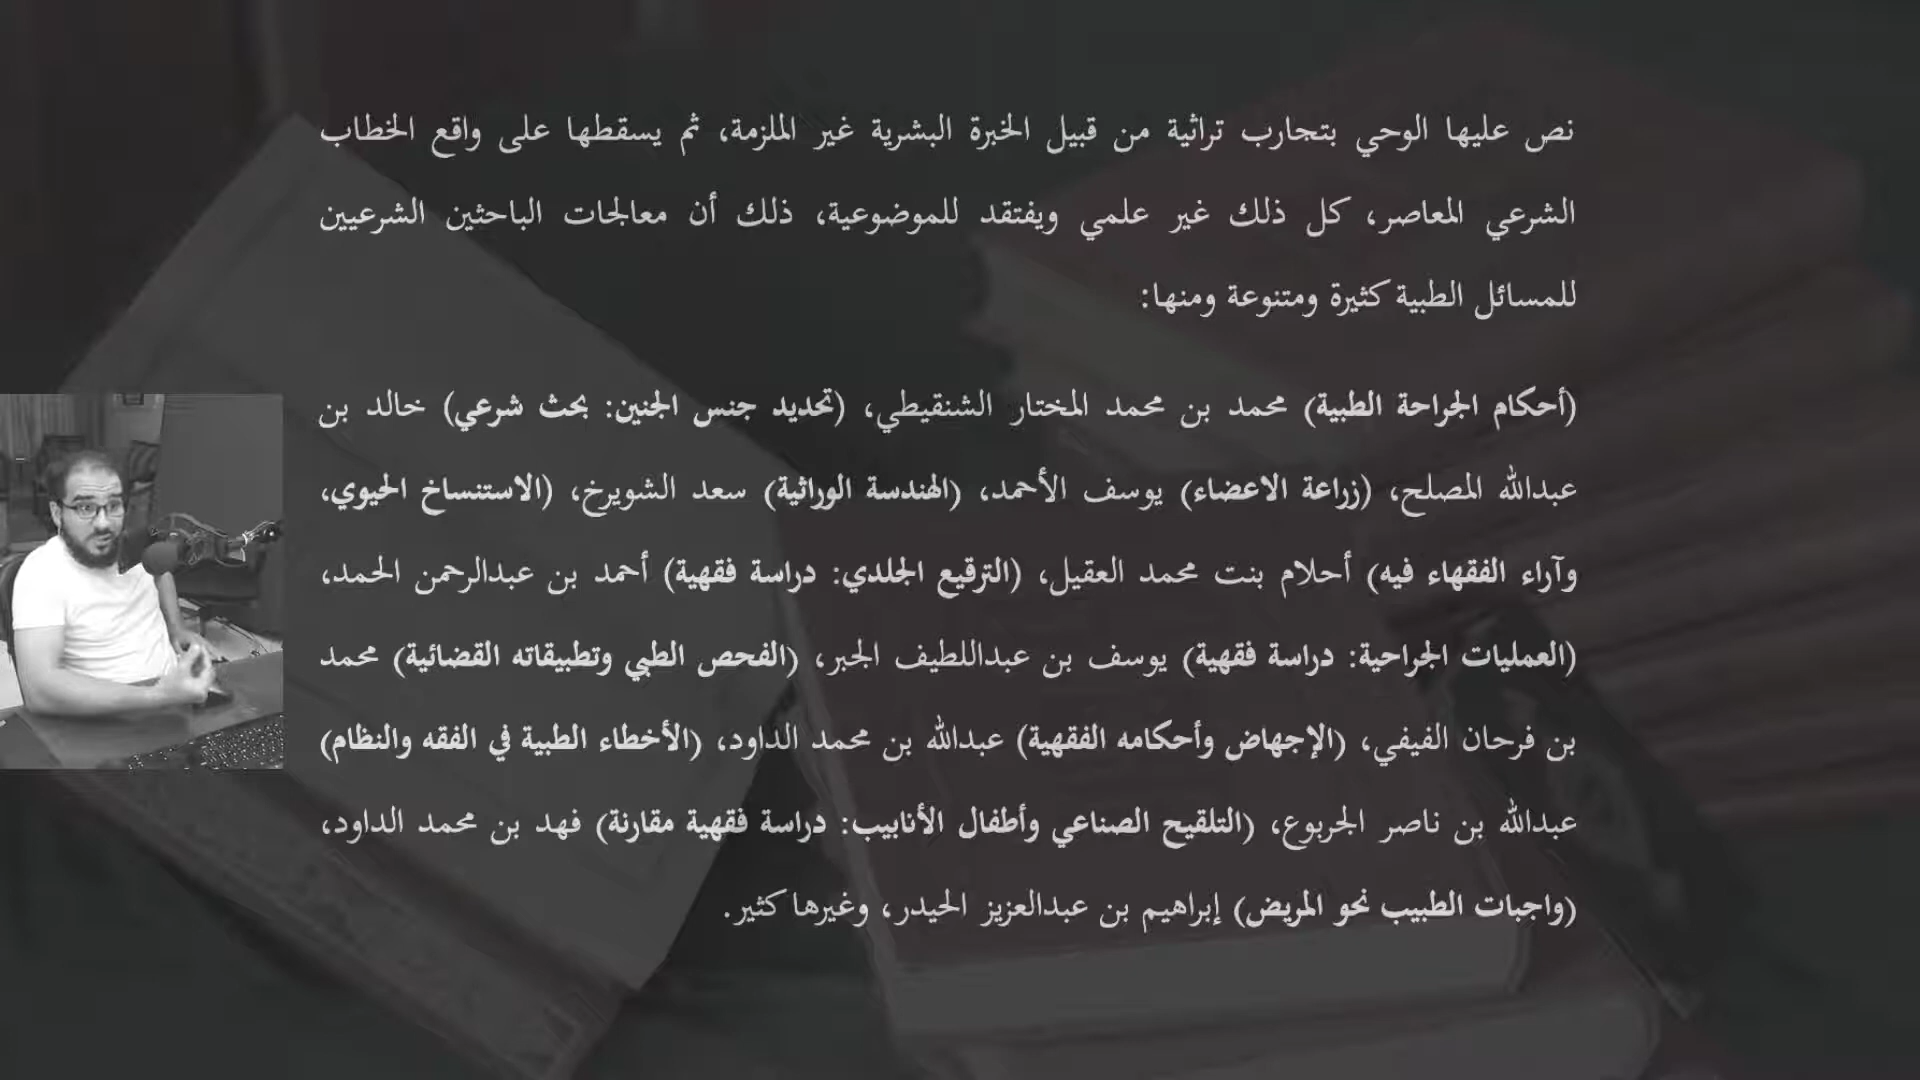 نص عليها الوحي بتجارب تراثية من قبيل الخبرة البشرية غير الملزمة، ثم يسقطها على واقع الخطاب
الشرعي المعاصر، كل ذلك غير علمي ويفتقد للموضوعية، ذلك أن معالجات الباحثين الشرعيين
للمسائل الطبية كثيرة ومتنوعة ومنها:
(أحكام الجراحة الطبية) محمد بن محمد المختار الشنقيطي، (تحديد جنس الجنين: بحث شرعي) خالد بن
عبدالله المصلح، (زراعة الاعضاء) يوسف الأحمد، (الهندسة الوراثية) سعد الشويرخ، (الاستنساخ الحيوي،
وآراء الفقهاء فيه) أحلام بنت محمد العقيل، (الترقيع الجلدي: دراسة فقهية) أحمد بن عبدالرحمن الحمد،
(العمليات الجراحية: دراسة فقهية) يوسف بن عبداللطيف الجبر، (الفحص الطبي وتطبيقاته القضائية) محمد
بن فرحان الفيفي، (الإجهاض وأحكامه الفقهية) عبدالله بن محمد الداود، (الأخطاء الطبية في الفقه والنظام)
عبدالله بن ناصر الجربوع، (التلقيح الصناعي وأطفال الأنابيب: دراسة فقهية مقارنة) فهد بن محمد الداود،
(واجبات الطبيب نحو المريض) إبراهيم بن عبدالعزيز الحيدر، وغيرها كثير.